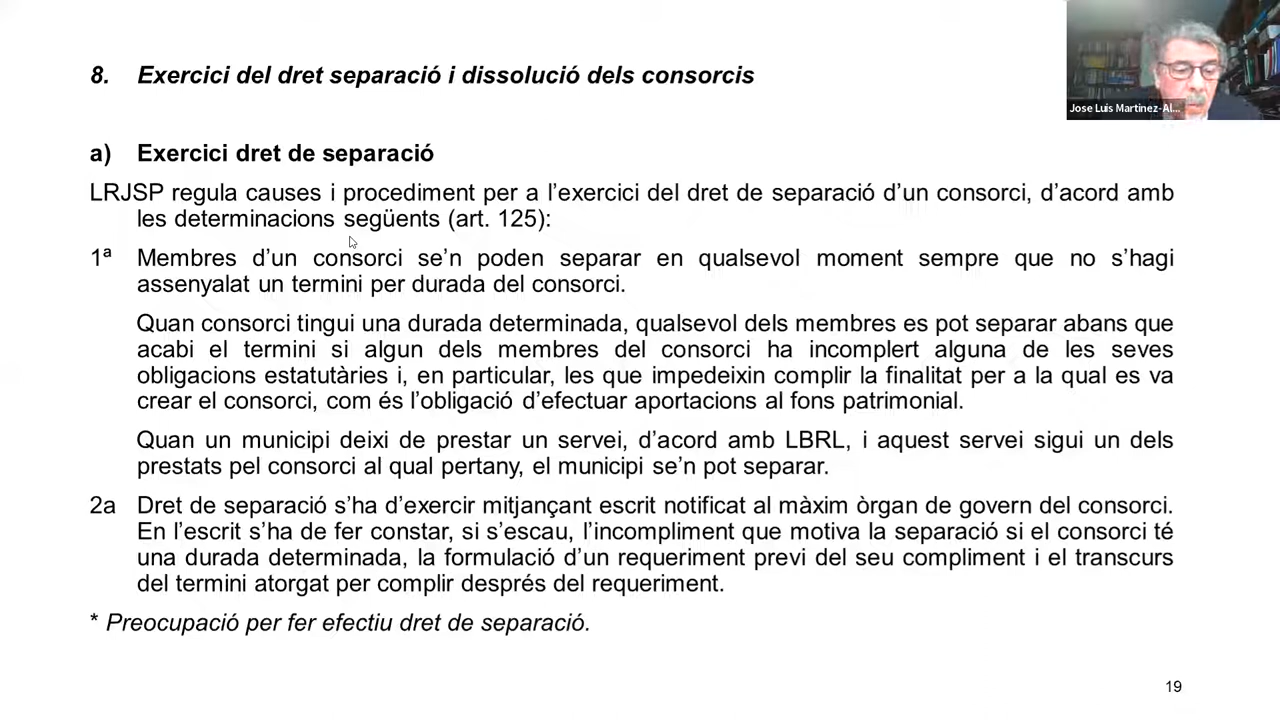 8. Exercici del dret separació i dissolució dels consorcis
Jose Luis Martinez-Al...
a) Exercici dret de separació
LRJSP regula causes i procediment per a l’exercici del dret de separació d’un consorci, d’acord amb
les determinacions següents (art. 125):
1ª Membres d’un consorci se’n poden separar en qualsevol moment sempre que no s’hagi
assenyalat un termini per durada del consorci.
Quan consorci tingui una durada determinada, qualsevol dels membres es pot separar abans que
acabi el termini si algun dels membres del consorci ha incomplert alguna de les seves
obligacions estatutàries i, en particular, les que impedeixin complir la finalitat per a la qual es va
crear el consorci, com és l’obligació d’efectuar aportacions al fons patrimonial.
Quan un municipi deixi de prestar un servei, d’acord amb LBRL, i aquest servei sigui un dels
prestats pel consorci al qual pertany, el municipi se’n pot separar.
2a Dret de separació s’ha d’exercir mitjançant escrit notificat al màxim òrgan de govern del consorci.
En l’escrit s’ha de fer constar, si s’escau, l’incompliment que motiva la separació si el consorci té
una durada determinada, la formulació d’un requeriment previ del seu compliment i el transcurs
del termini atorgat per complir després del requeriment.
* Preocupació per fer efectiu dret de separació.
19